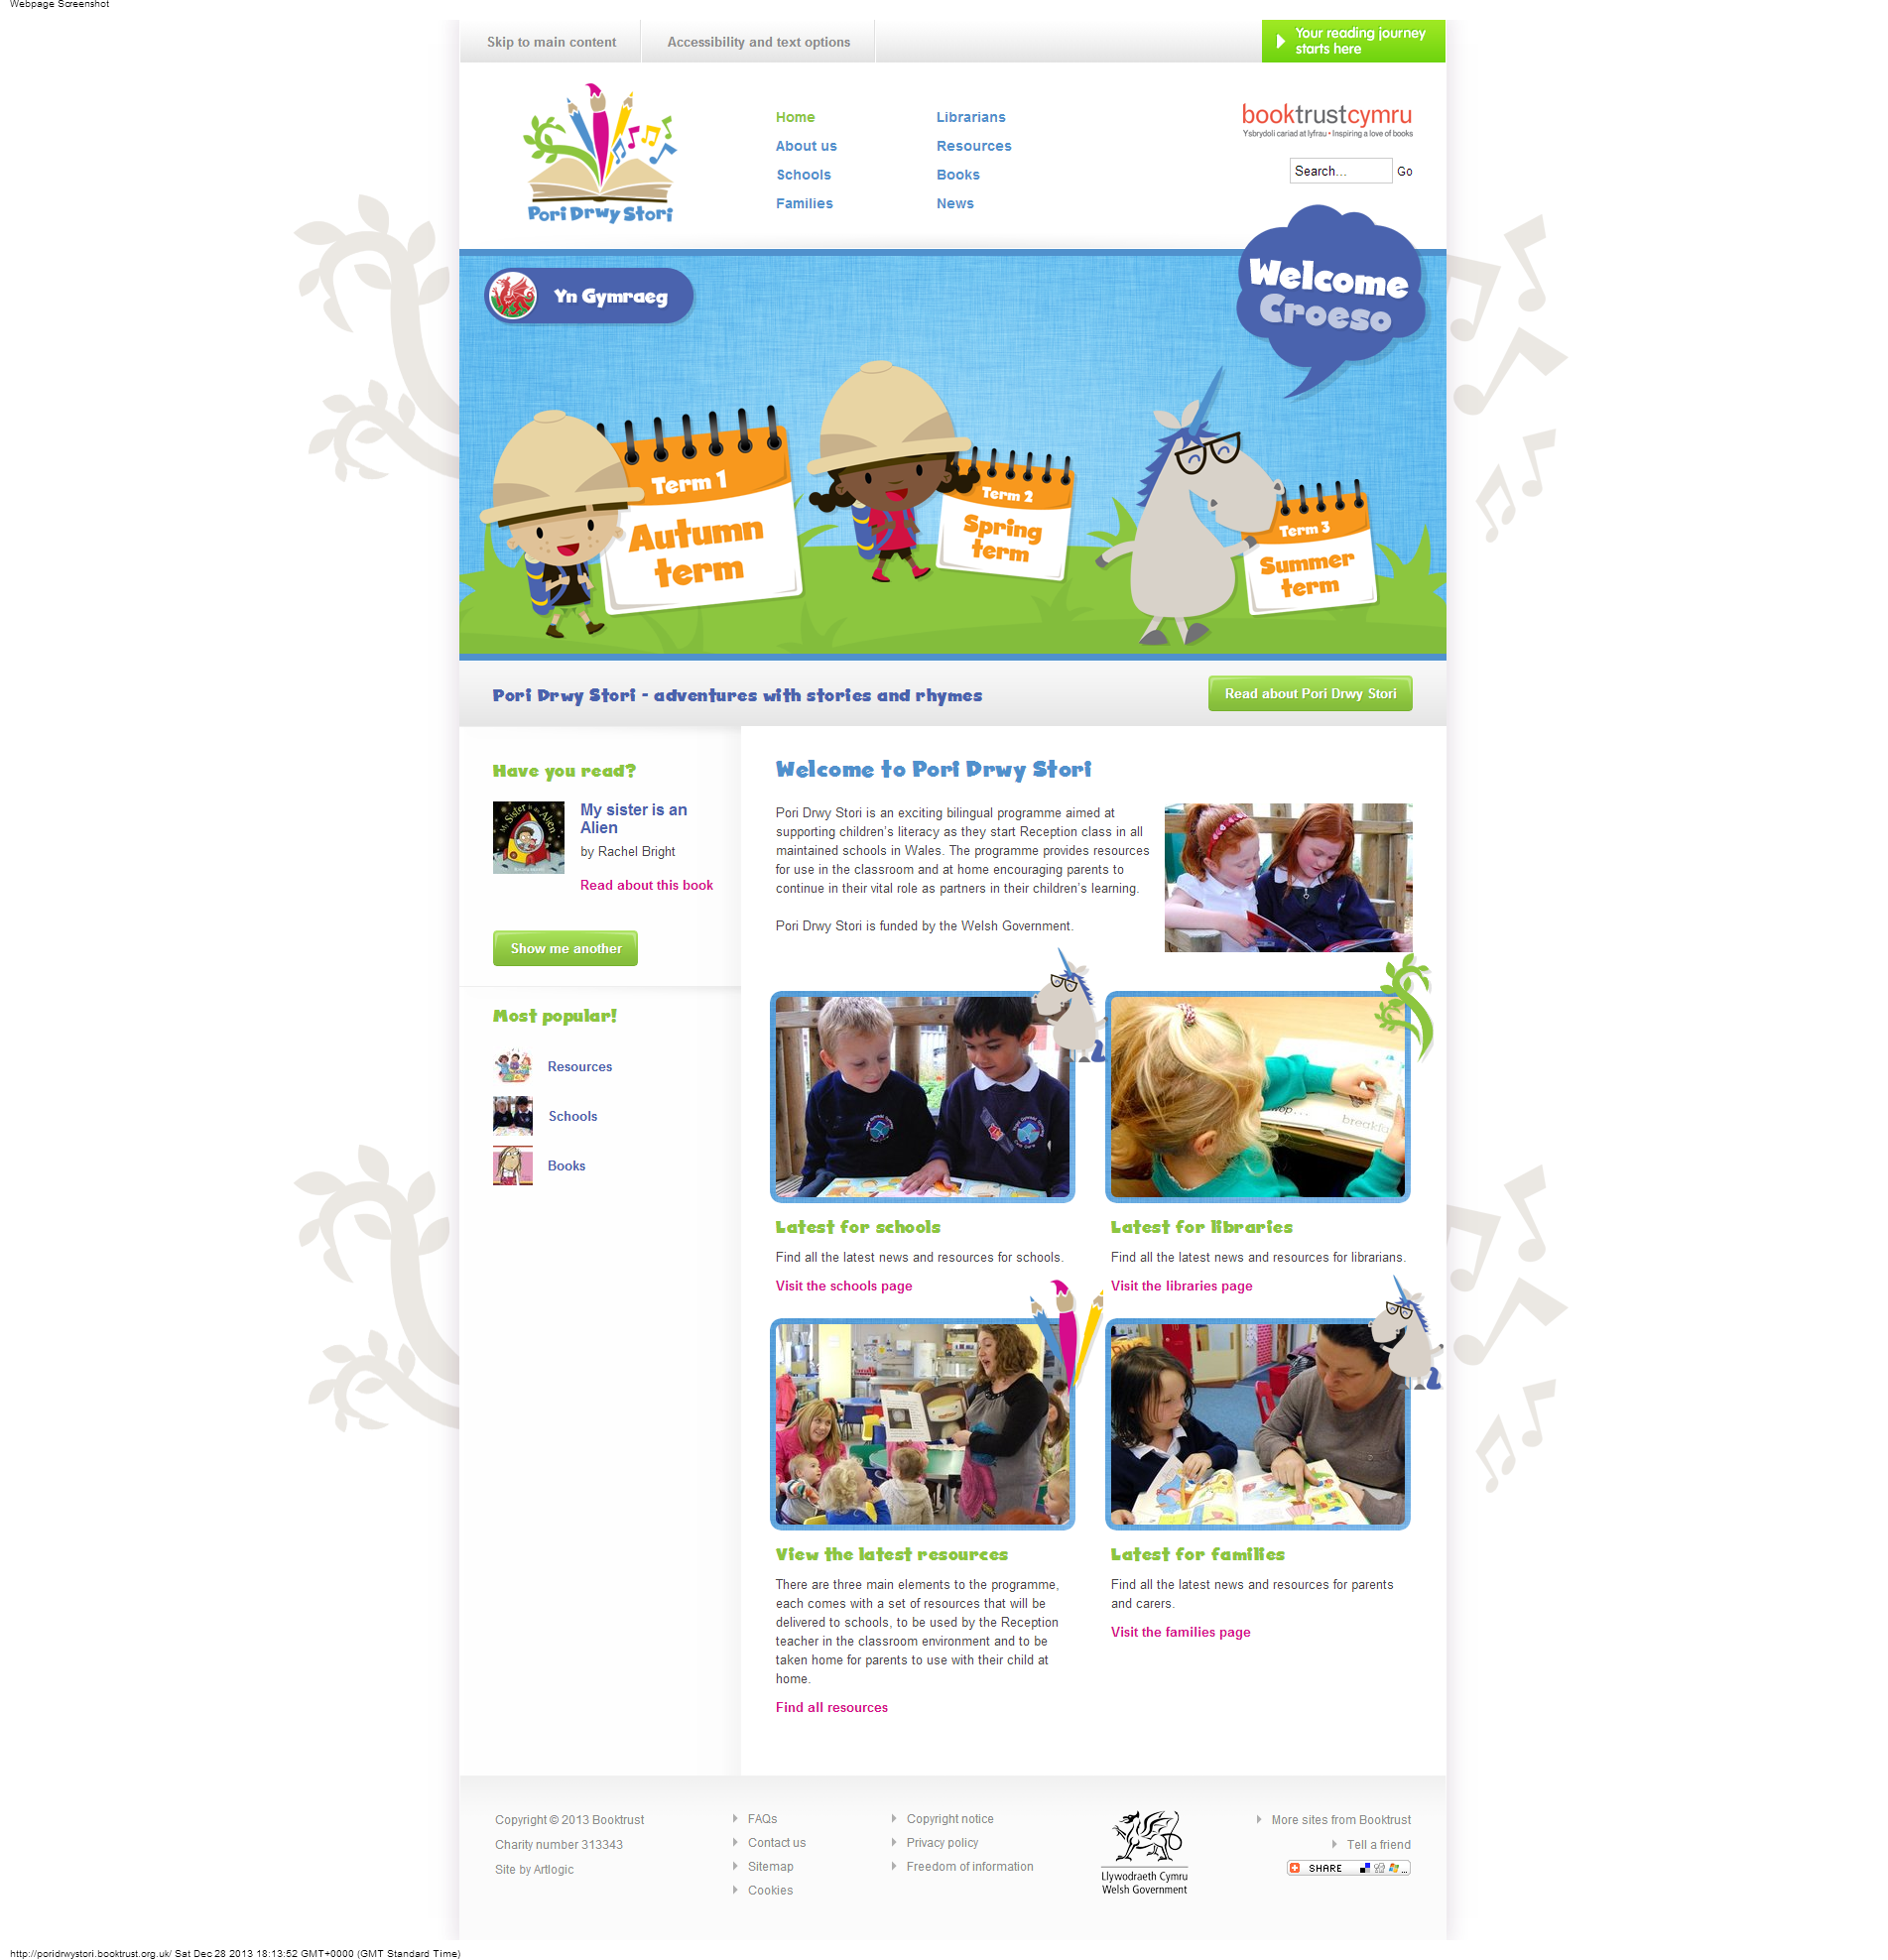 Webpage Screenshot
Skip to main content
Accessibility and text options
Your reading journey
starts here
Pori Drwy Stori
Home
About us
Schools
Families
Librarians
Resources
Books
News
booktrustcymru
Ysbrydoli cariad at lyfrau • Inspiring a love of books
Search...
Go
Yn Gymraeg
Welcome
Croeso
Term 1
Autumn
term
Term 2
Spring
term
Term 3
Summer
term
Pori Drwy Stori - adventures with stories and rhymes
Read about Pori Drwy Stori
Have you read?
My Sister is an Alien
My sister is an
Alien
by Rachel Bright
Read about this book
Show me another
Most popular!
Resources
Schools
Books
Welcome to Pori Drwy Stori
Pori Drwy Stori is an exciting bilingual programme aimed at
supporting children's literacy as they start Reception class in all
maintained schools in Wales. The programme provides resources
for use in the classroom and at home encouraging parents to
continue in their vital role as partners in their children's learning.
Pori Drwy Stori is funded by the Welsh Government.
Latest for schools
Find all the latest news and resources for schools.
Visit the schools page
Latest for libraries
Find all the latest news and resources for librarians.
Visit the libraries page
View the latest resources
There are three main elements to the programme,
each comes with a set of resources that will be
delivered to schools, to be used by the Reception
teacher in the classroom environment and to be
taken home for parents to use with their child at
home.
Find all resources
Latest for families
Find all the latest news and resources for parents
and carers.
Visit the families page
Copyright © 2013 Booktrust
Charity number 313343
Site by Artlogic
FAQs
Contact us
Sitemap
Cookies
Copyright notice
Privacy policy
Freedom of information
Llywodraeth Cymru
Welsh Government
More sites from Booktrust
Tell a friend
SHARE
http://poridrwystori.booktrust.org.uk/ Sat Dec 28 2013 18:13:52 GMT+0000 (GMT Standard Time)